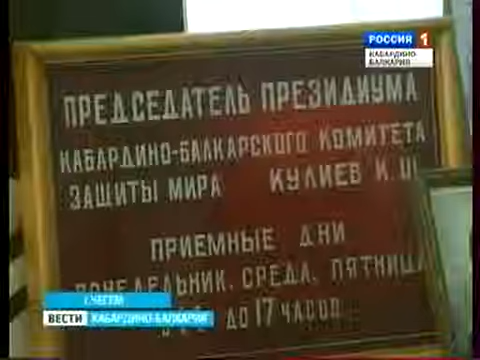 РОССИЯ 1
КАБАРДИНО-
БАЛКАРИЯ
ПРЕДСЕДАТЕЛЬ ПРЕЗИДИУМА
КАБАРДИНО-БАЛКАРСКОГО КОМИТЕТА
ЗАЩИТЫ МИРА КУЛИЕВ К.Ш.
ПРИЕМНЫЕ ДНИ
ПОНЕДЕЛЬНИК, СРЕДА, ПЯТНИЦА
ДО 17 ЧАСОВ
Г.ЧЕГЕМ
ВЕСТИ КАБАРДИНО-БАЛКАРИЯ